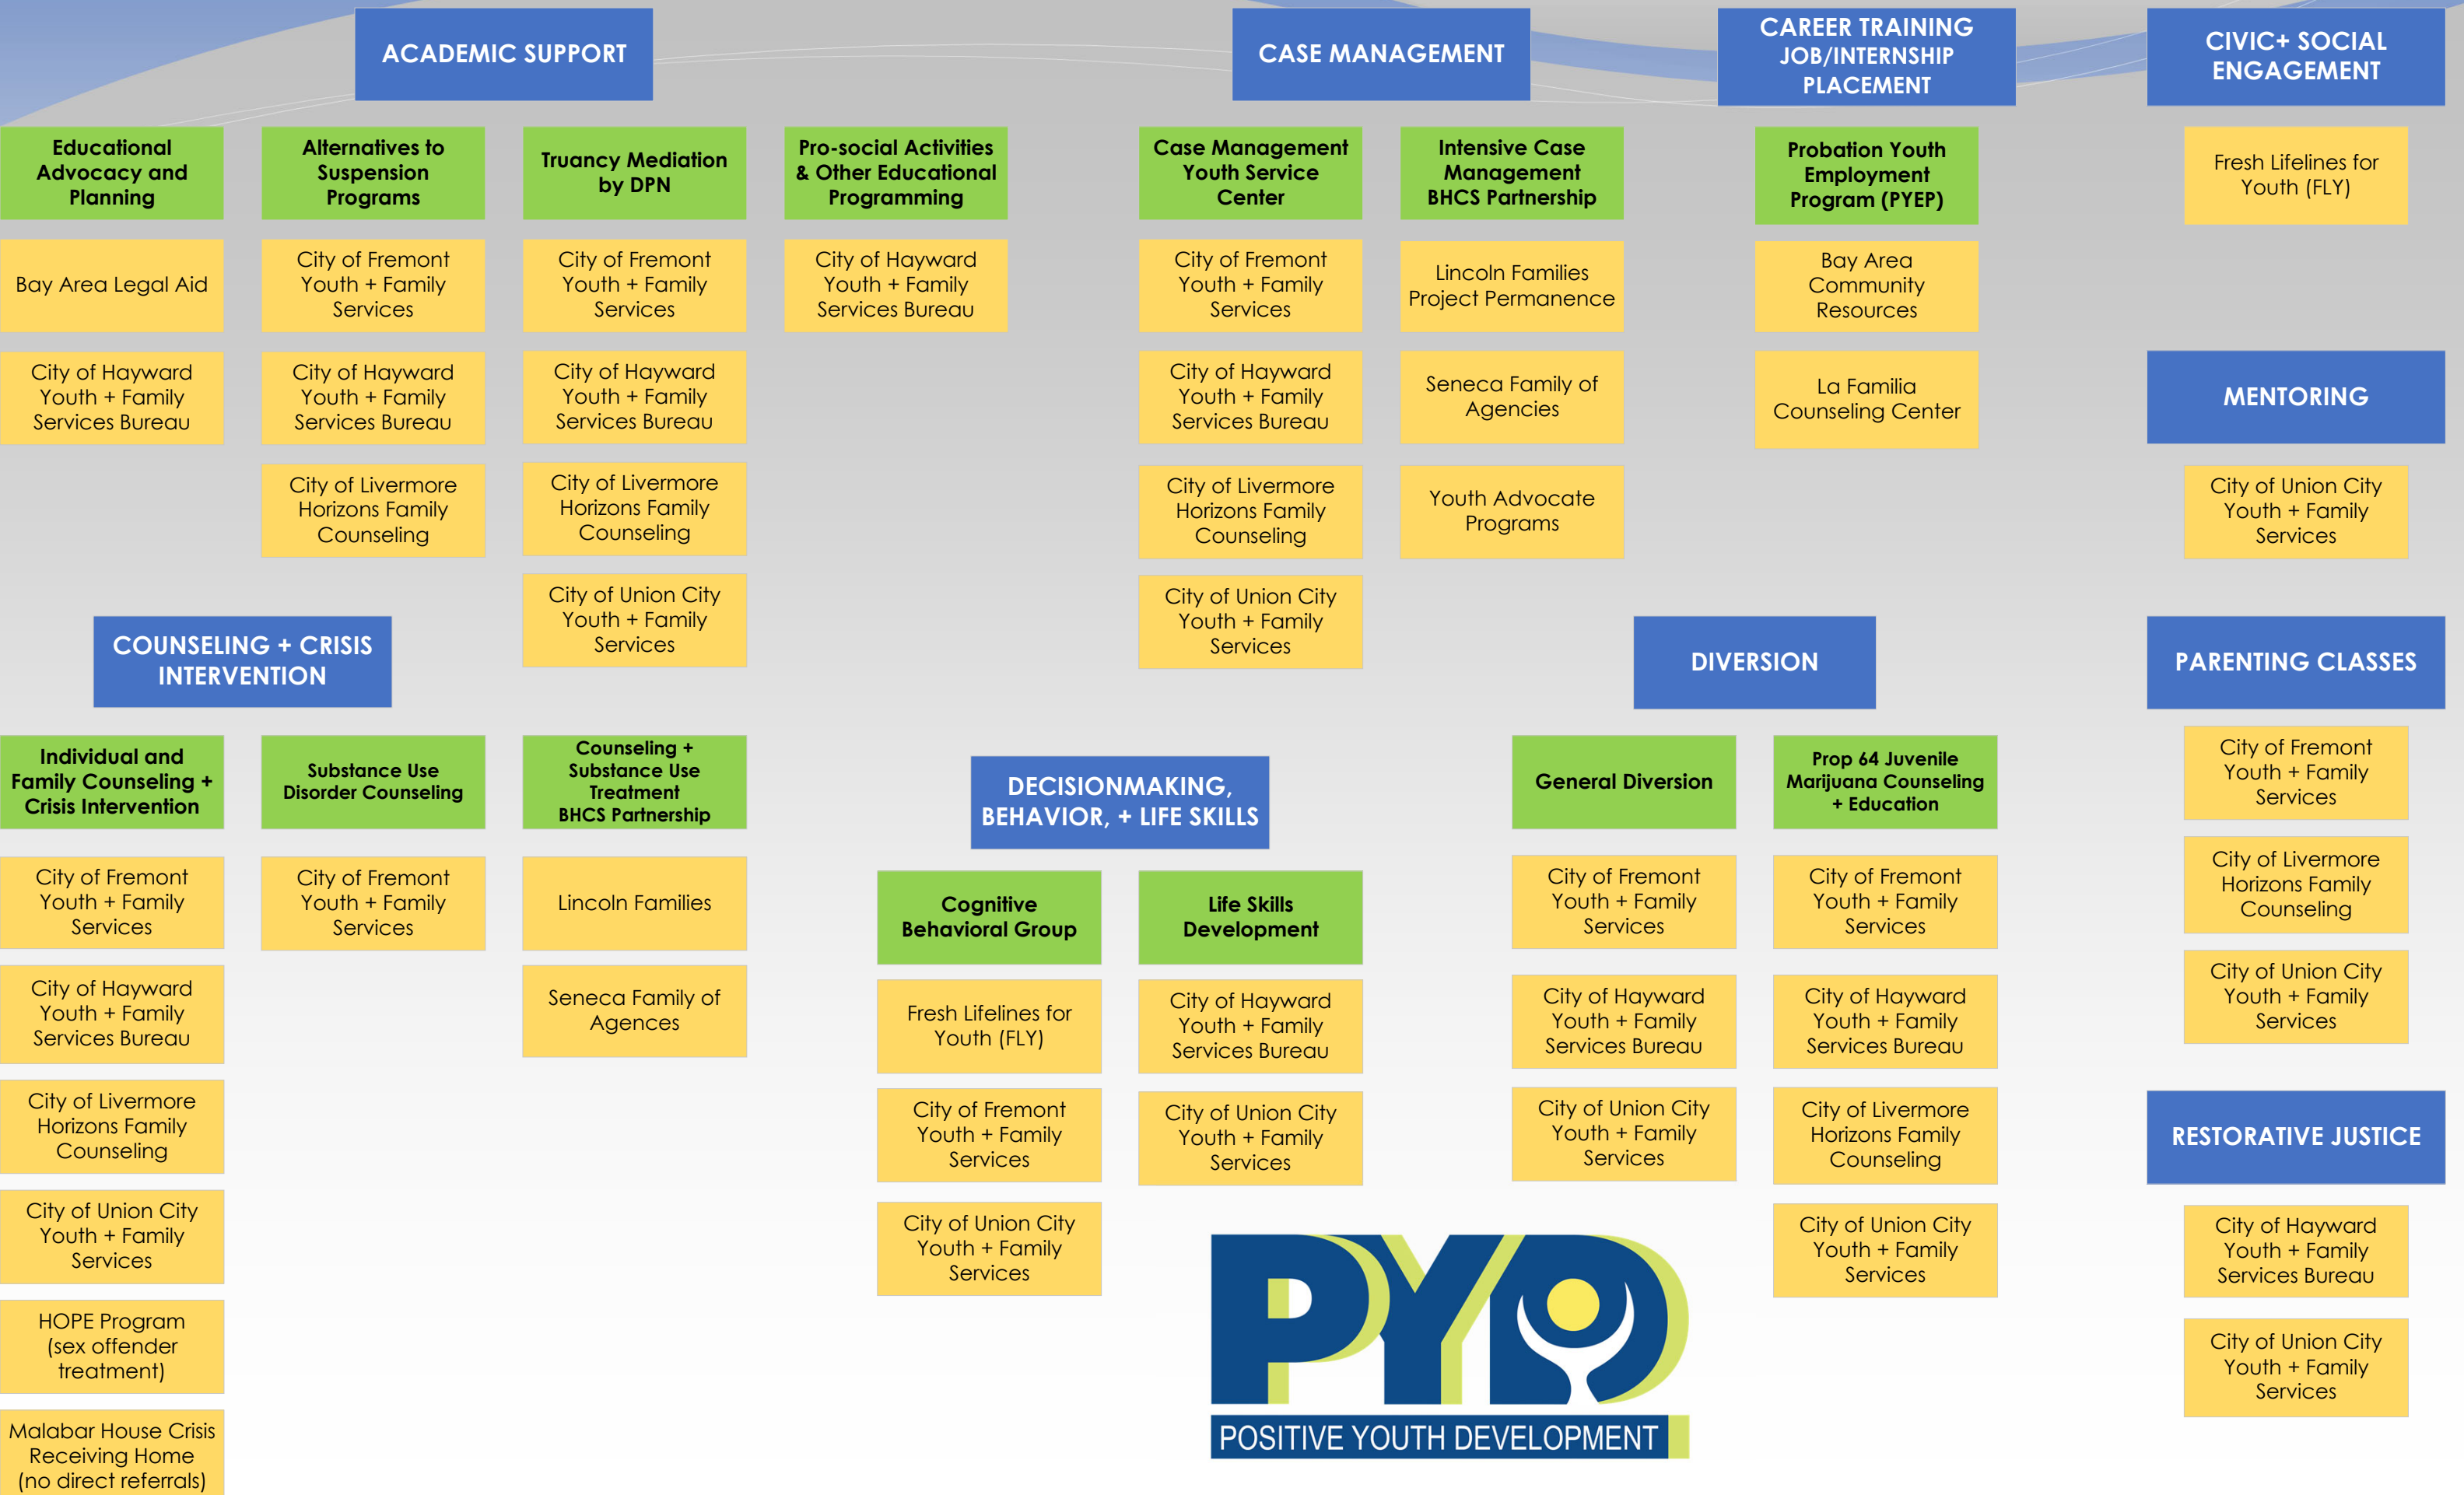 ACADEMIC SUPPORT
Educational
Advocacy and
Planning
Bay Area Legal Aid
City of Hayward
Youth + Family
Services Bureau
Alternatives to
Suspension
Programs
City of Fremont
Youth + Family
Services
City of Hayward
Youth + Family
Services Bureau
City of Livermore
Horizons Family
Counseling
Truancy Mediation
by DPN
City of Fremont
Youth + Family
Services
City of Hayward
Youth + Family
Services Bureau
City of Livermore
Horizons Family
Counseling
City of Union City
Youth + Family
Services
Pro-social Activities
& Other Educational
Programming
City of Hayward
Youth + Family
Services Bureau
CASE MANAGEMENT
Case Management
Youth Service
Center
City of Fremont
Youth + Family
Services
City of Hayward
Youth + Family
Services Bureau
City of Livermore
Horizons Family
Counseling
City of Union City
Youth + Family
Services
Intensive Case
Management
BHCS Partnership
Lincoln Families
Project Permanence
Seneca Family of
Agencies
Youth Advocate
Programs
CAREER TRAINING
JOB/INTERNSHIP
PLACEMENT
Probation Youth
Employment
Program (PYEP)
Bay Area
Community
Resources
La Familia
Counseling Center
CIVIC+ SOCIAL
ENGAGEMENT
Fresh Lifelines for
Youth (FLY)
MENTORING
City of Union City
Youth + Family
Services
COUNSELING + CRISIS
INTERVENTION
Individual and
Family Counseling +
Crisis Intervention
City of Fremont
Youth + Family
Services
City of Hayward
Youth + Family
Services Bureau
City of Livermore
Horizons Family
Counseling
City of Union City
Youth + Family
Services
HOPE Program
(sex offender
treatment)
Malabar House Crisis
Receiving Home
(no direct referrals)
Substance Use
Disorder Counseling
City of Fremont
Youth + Family
Services
Counseling +
Substance Use
Treatment
BHCS Partnership
Lincoln Families
Seneca Family of
Agences
DECISIONMAKING,
BEHAVIOR, + LIFE SKILLS
Cognitive
Behavioral Group
Fresh Lifelines for
Youth (FLY)
City of Fremont
Youth + Family
Services
City of Union City
Youth + Family
Services
Life Skills
Development
City of Hayward
Youth + Family
Services Bureau
City of Union City
Youth + Family
Services
DIVERSION
General Diversion
City of Fremont
Youth + Family
Services
City of Hayward
Youth + Family
Services Bureau
City of Union City
Youth + Family
Services
Prop 64 Juvenile
Marijuana Counseling
+ Education
City of Fremont
Youth + Family
Services
City of Hayward
Youth + Family
Services Bureau
City of Livermore
Horizons Family
Counseling
City of Union City
Youth + Family
Services
PARENTING CLASSES
City of Fremont
Youth + Family
Services
City of Livermore
Horizons Family
Counseling
City of Union City
Youth + Family
Services
RESTORATIVE JUSTICE
City of Hayward
Youth + Family
Services Bureau
City of Union City
Youth + Family
Services
PYD
POSITIVE YOUTH DEVELOPMENT